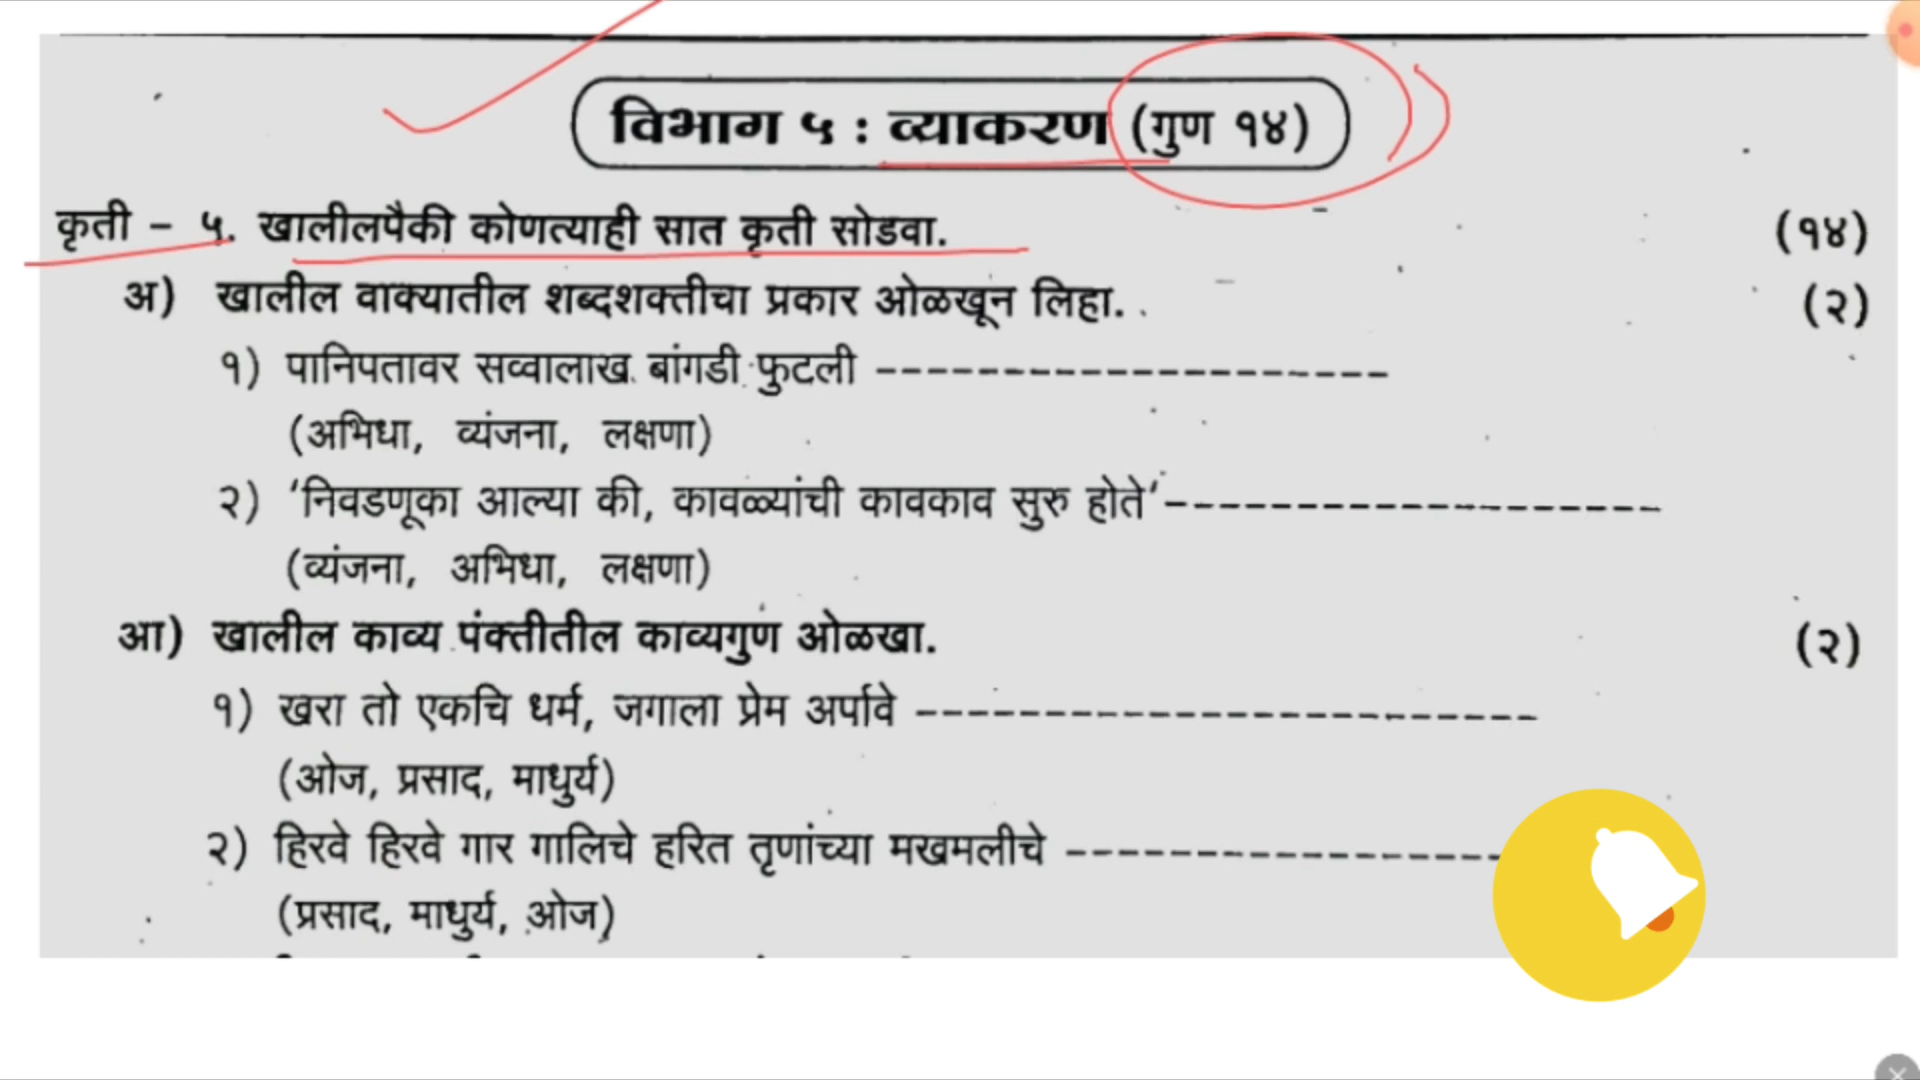 विभाग ५ : व्याकरण (गुण १४)
कृती – ५. खालीलपैकी कोणत्याही सात कृती सोडवा. (१४)
अ) खालील वाक्यातील शब्दशक्तीचा प्रकार ओळखून लिहा. (२)
१) पानिपतावर सव्वालाख बांगडी फुटली --------------------
(अभिधा, व्यंजना, लक्षणा)
२) ‘निवडणूका आल्या की, कावळ्यांची कावकाव सुरु होते‘--------------------
(व्यंजना, अभिधा, लक्षणा)
आ) खालील काव्य पंक्तीतील काव्यगुण ओळखा. (२)
१) खरा तो एकचि धर्म, जगाला प्रेम अर्पावे ------------------------
(ओज, प्रसाद, माधुर्य)
२) हिरवे हिरवे गार गालिचे हरित तृणांच्या मखमलीचे -----------------
(प्रसाद, माधुर्य, ओज)